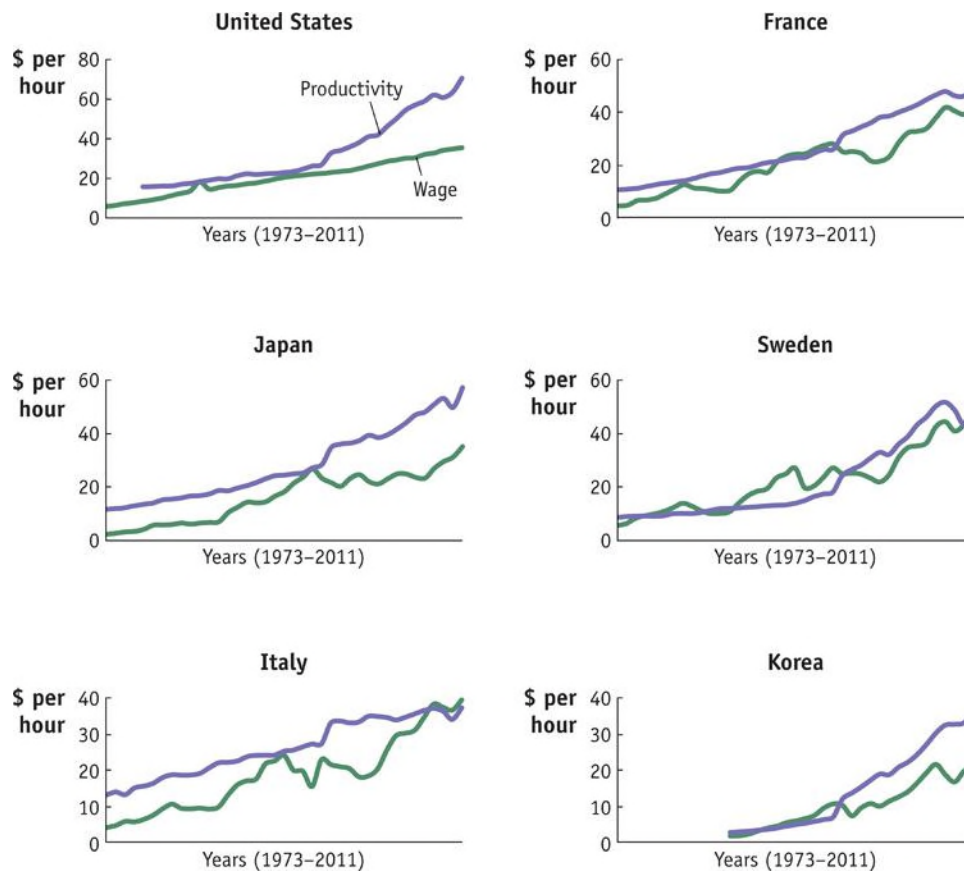 United States
$ per
hour
80
60
40
20
0
Productivity
Wage
Years (1973–2011)
France
$ per
hour
60
40
20
0
Years (1973–2011)
Japan
$ per
hour
60
40
20
0
Years (1973–2011)
Sweden
$ per
hour
60
40
20
0
Years (1973–2011)
Italy
$ per
hour
40
30
20
10
0
Years (1973–2011)
Korea
$ per
hour
40
30
20
10
0
Years (1973–2011)